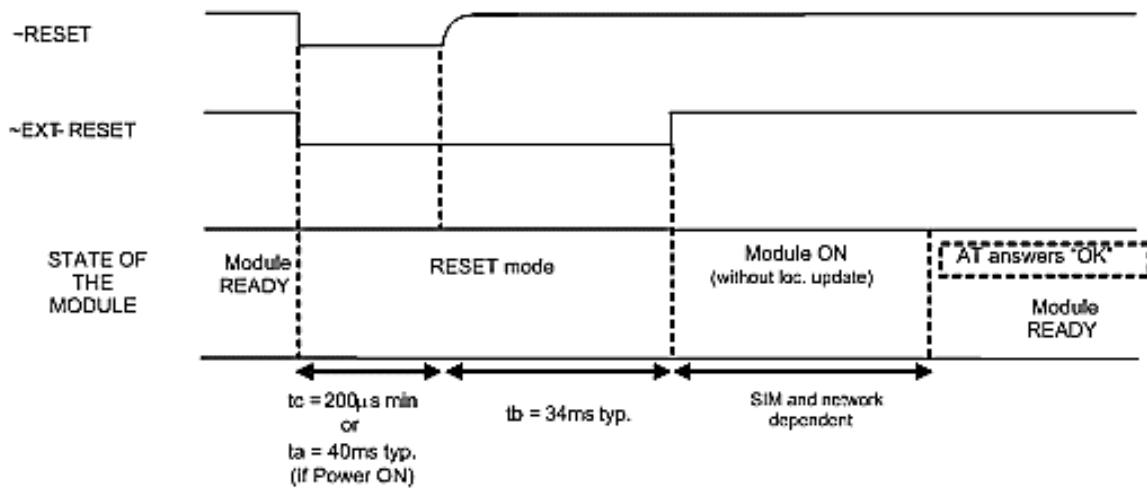 ~RESET
~EXT- RESET
STATE OF
THE
MODULE
Module
READY
RESET mode
Module ON
(without loc. update)
AT answers "OK"
Module
READY
tc = 200µs min
or
ta = 40ms typ.
(if Power ON)
tb = 34ms typ.
SIM and network
dependent